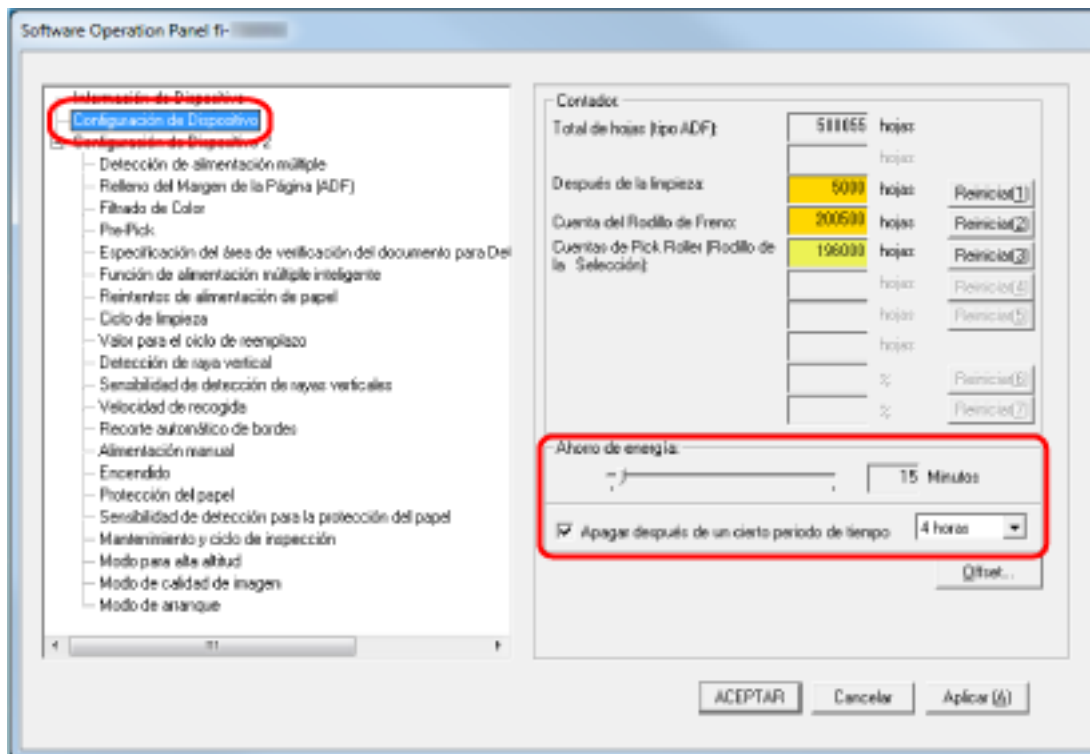 Software Operation Panel fi-
Información de Dispositivo
Configuración de Dispositivo
Configuración de Dispositivo 2
Detección de alimentación múltiple
Relleno del Margen de la Página (ADF)
Filtrado de Color
Pre-Pick
Especificación del área de verificación del documento para Det
Función de alimentación múltiple inteligente
Reintentos de alimentación de papel
Ciclo de limpieza
Valor para el ciclo de reemplazo
Detección de raya vertical
Sensibilidad de detección de rayas verticales
Velocidad de recogida
Recorte automático de bordes
Alimentación manual
Encendido
Protección del papel
Sensibilidad de detección para la protección del papel
Mantenimiento y ciclo de inspección
Modo para alta altitud
Modo de calidad de imagen
Modo de arranque
Contador
Total de hojas (tipo ADF): 500055 hojas
hojas
Después de la limpieza: 5000 hojas Reiniciar(1)
Cuenta del Rodillo de Freno: 200500 hojas Reiniciar(2)
Cuentas de Pick Roller (Rodillo de la Selección): 196000 hojas Reiniciar(3)
hojas Reiniciar(4)
hojas Reiniciar(5)
hojas
% Reiniciar(6)
% Reiniciar(7)
Ahorro de energía:
15 Minutos
Apagar después de un cierto periodo de tiempo 4 horas
Offset...
ACEPTAR Cancelar Aplicar (A)